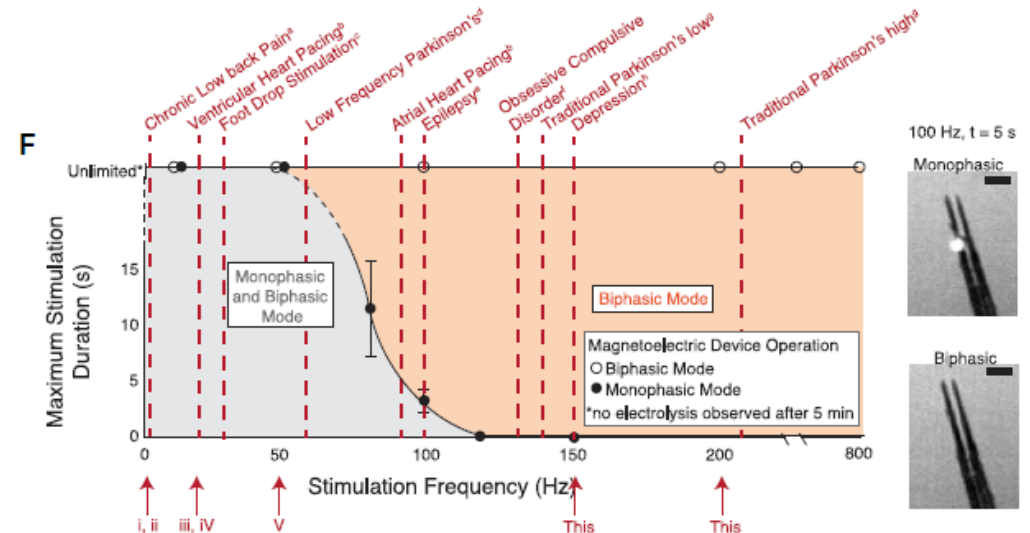 Chronic Low back Pain^a
Ventricular Heart Pacing^b
Foot Drop Stimulation^c
Low Frequency Parkinson's^d
Atrial Heart Pacing^b
Epilepsy^e
Obsessive Compulsive
Disorder^f
Traditional Parkinson's low^g
Depression^h
Traditional Parkinson's high^g
F
Unlimited*
15
10
5
0
Maximum Stimulation
Duration (s)
Monophasic
and Biphasic
Mode
Biphasic Mode
Magnetoelectric Device Operation
Biphasic Mode
Monophasic Mode
*no electrolysis observed after 5 min
0
50
100
150
200
800
Stimulation Frequency (Hz)
i, ii
iii, iV
V
This
This
100 Hz, t = 5 s
Monophasic
Biphasic